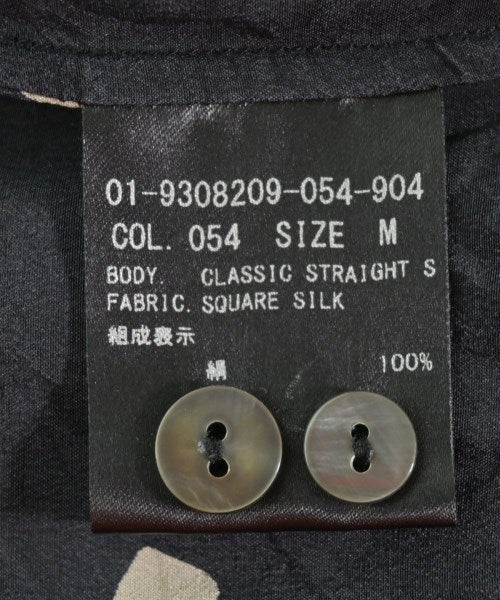 01-9308209-054-904
COL. 054 SIZE M
BODY. CLASSIC STRAIGHT S
FABRIC. SQUARE SILK
組成表示
絹 100%